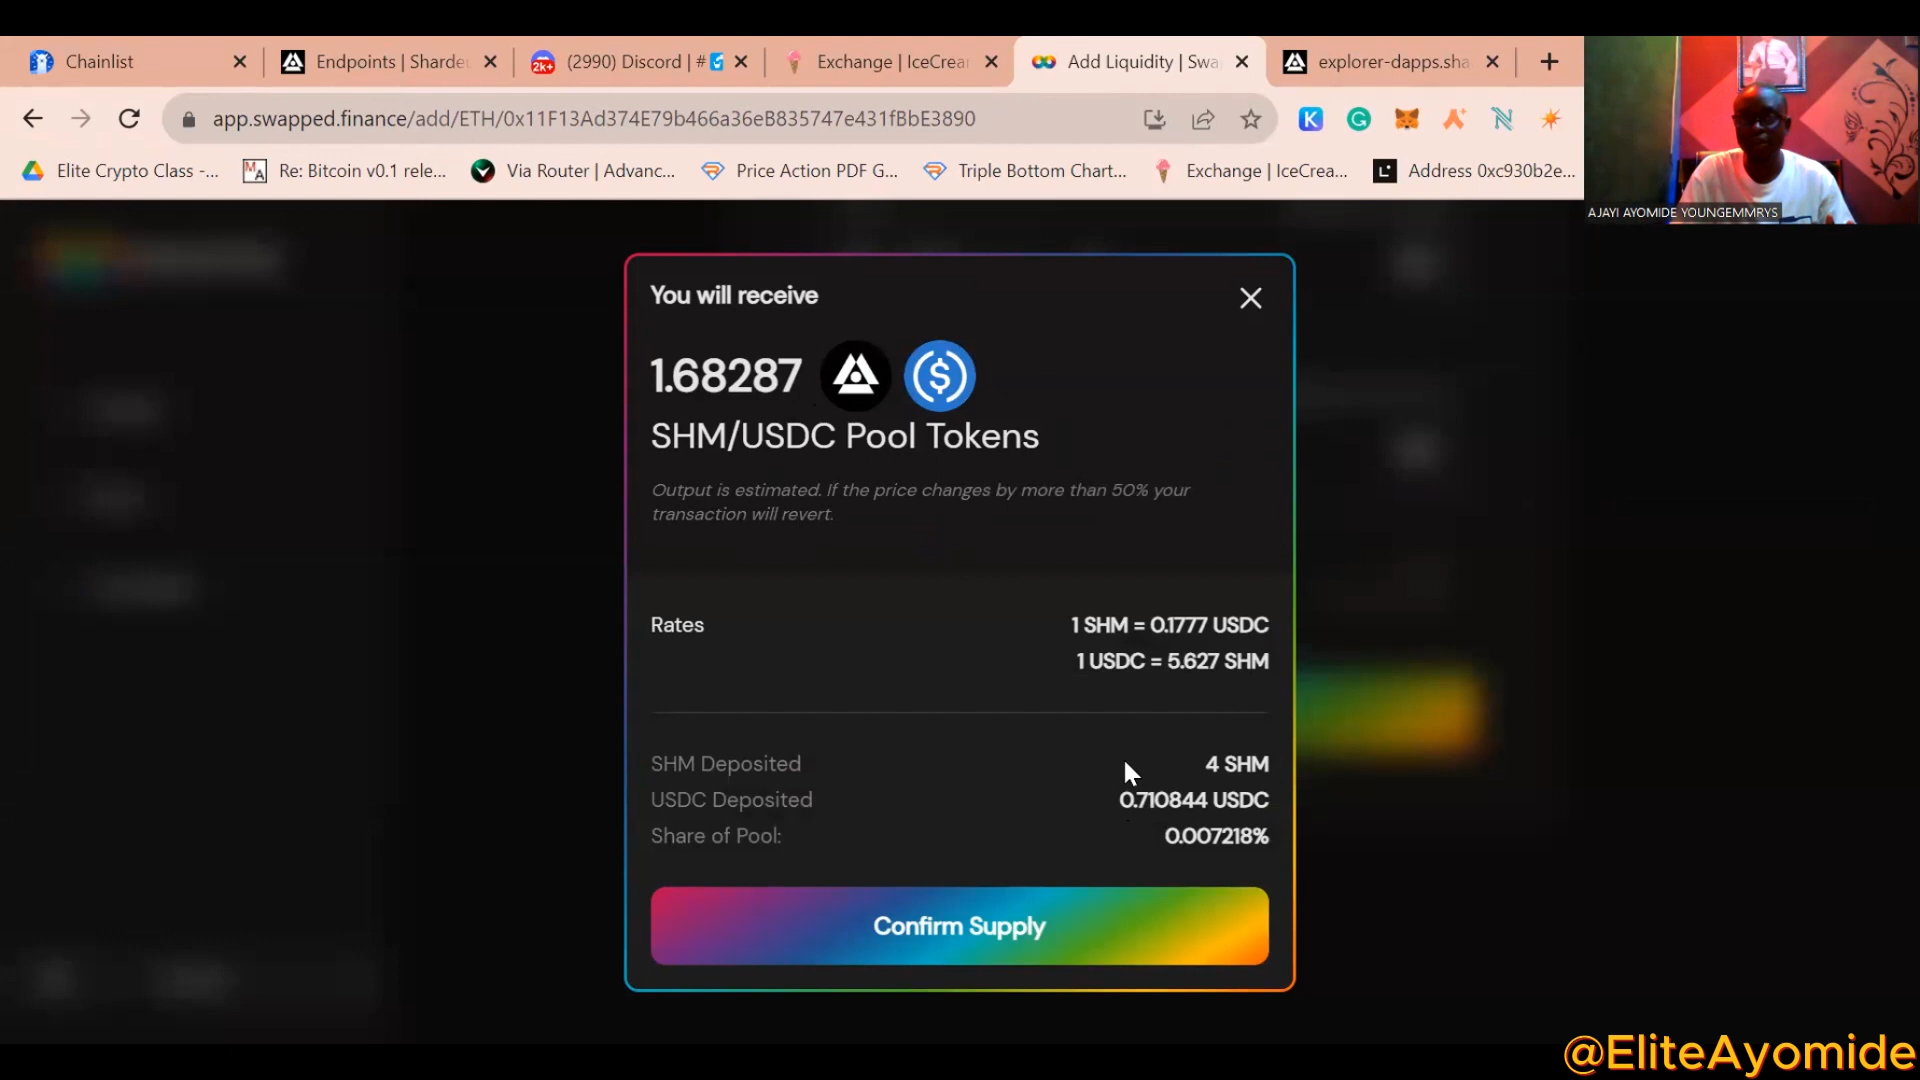 Chainlist
Endpoints | Sharde
(2990) Discord | #
2k+
Exchange | IceCrea
Add Liquidity | Swa
explorer-dapps.sha
app.swapped.finance/add/ETH/0x11F13Ad374E79b466a36eB835747e431fBbE3890
K
G
Elite Crypto Class -...
MA
Re: Bitcoin v0.1 rele...
Via Router | Advanc...
Price Action PDF G...
Triple Bottom Chart...
Exchange | IceCrea...
L
Address 0xc930b2e...
AJAYI AYOMIDE YOUNGEMMRYS
You will receive
1.68287
SHM/USDC Pool Tokens
Output is estimated. If the price changes by more than 50% your
transaction will revert.
Rates
1 SHM = 0.1777 USDC
1 USDC = 5.627 SHM
SHM Deposited
4 SHM
USDC Deposited
0.710844 USDC
Share of Pool:
0.007218%
Confirm Supply
@EliteAyomide